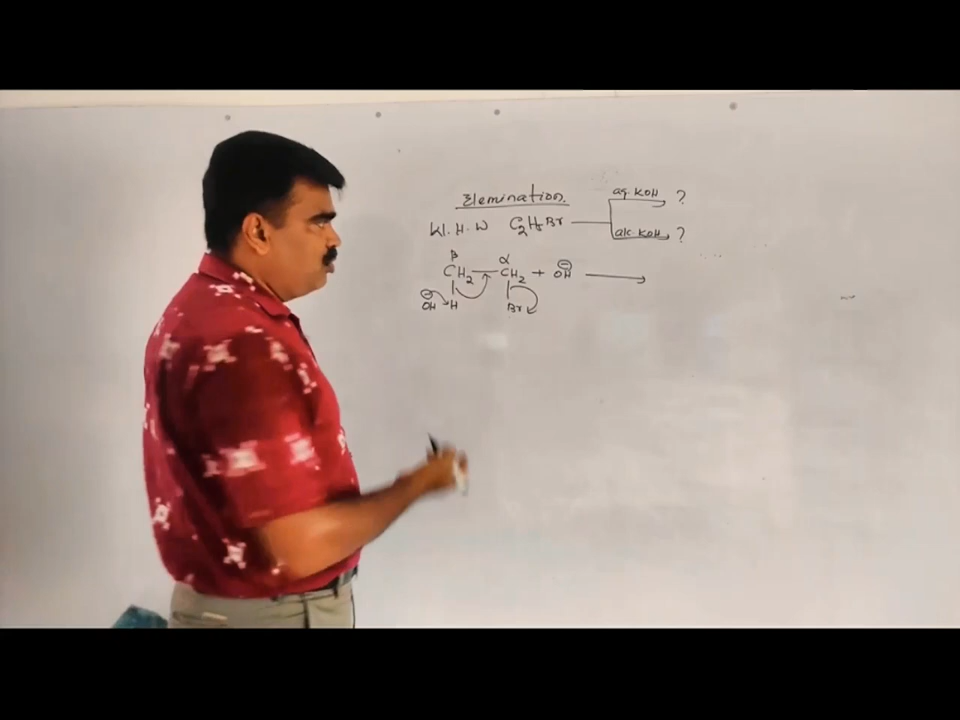 Elemination.
aq. KOH ?
W. H. W C₂H₅Br
alc. KOH ?
β α
CH₂—CH₂ + OH⊖ →
⊖OH H Br